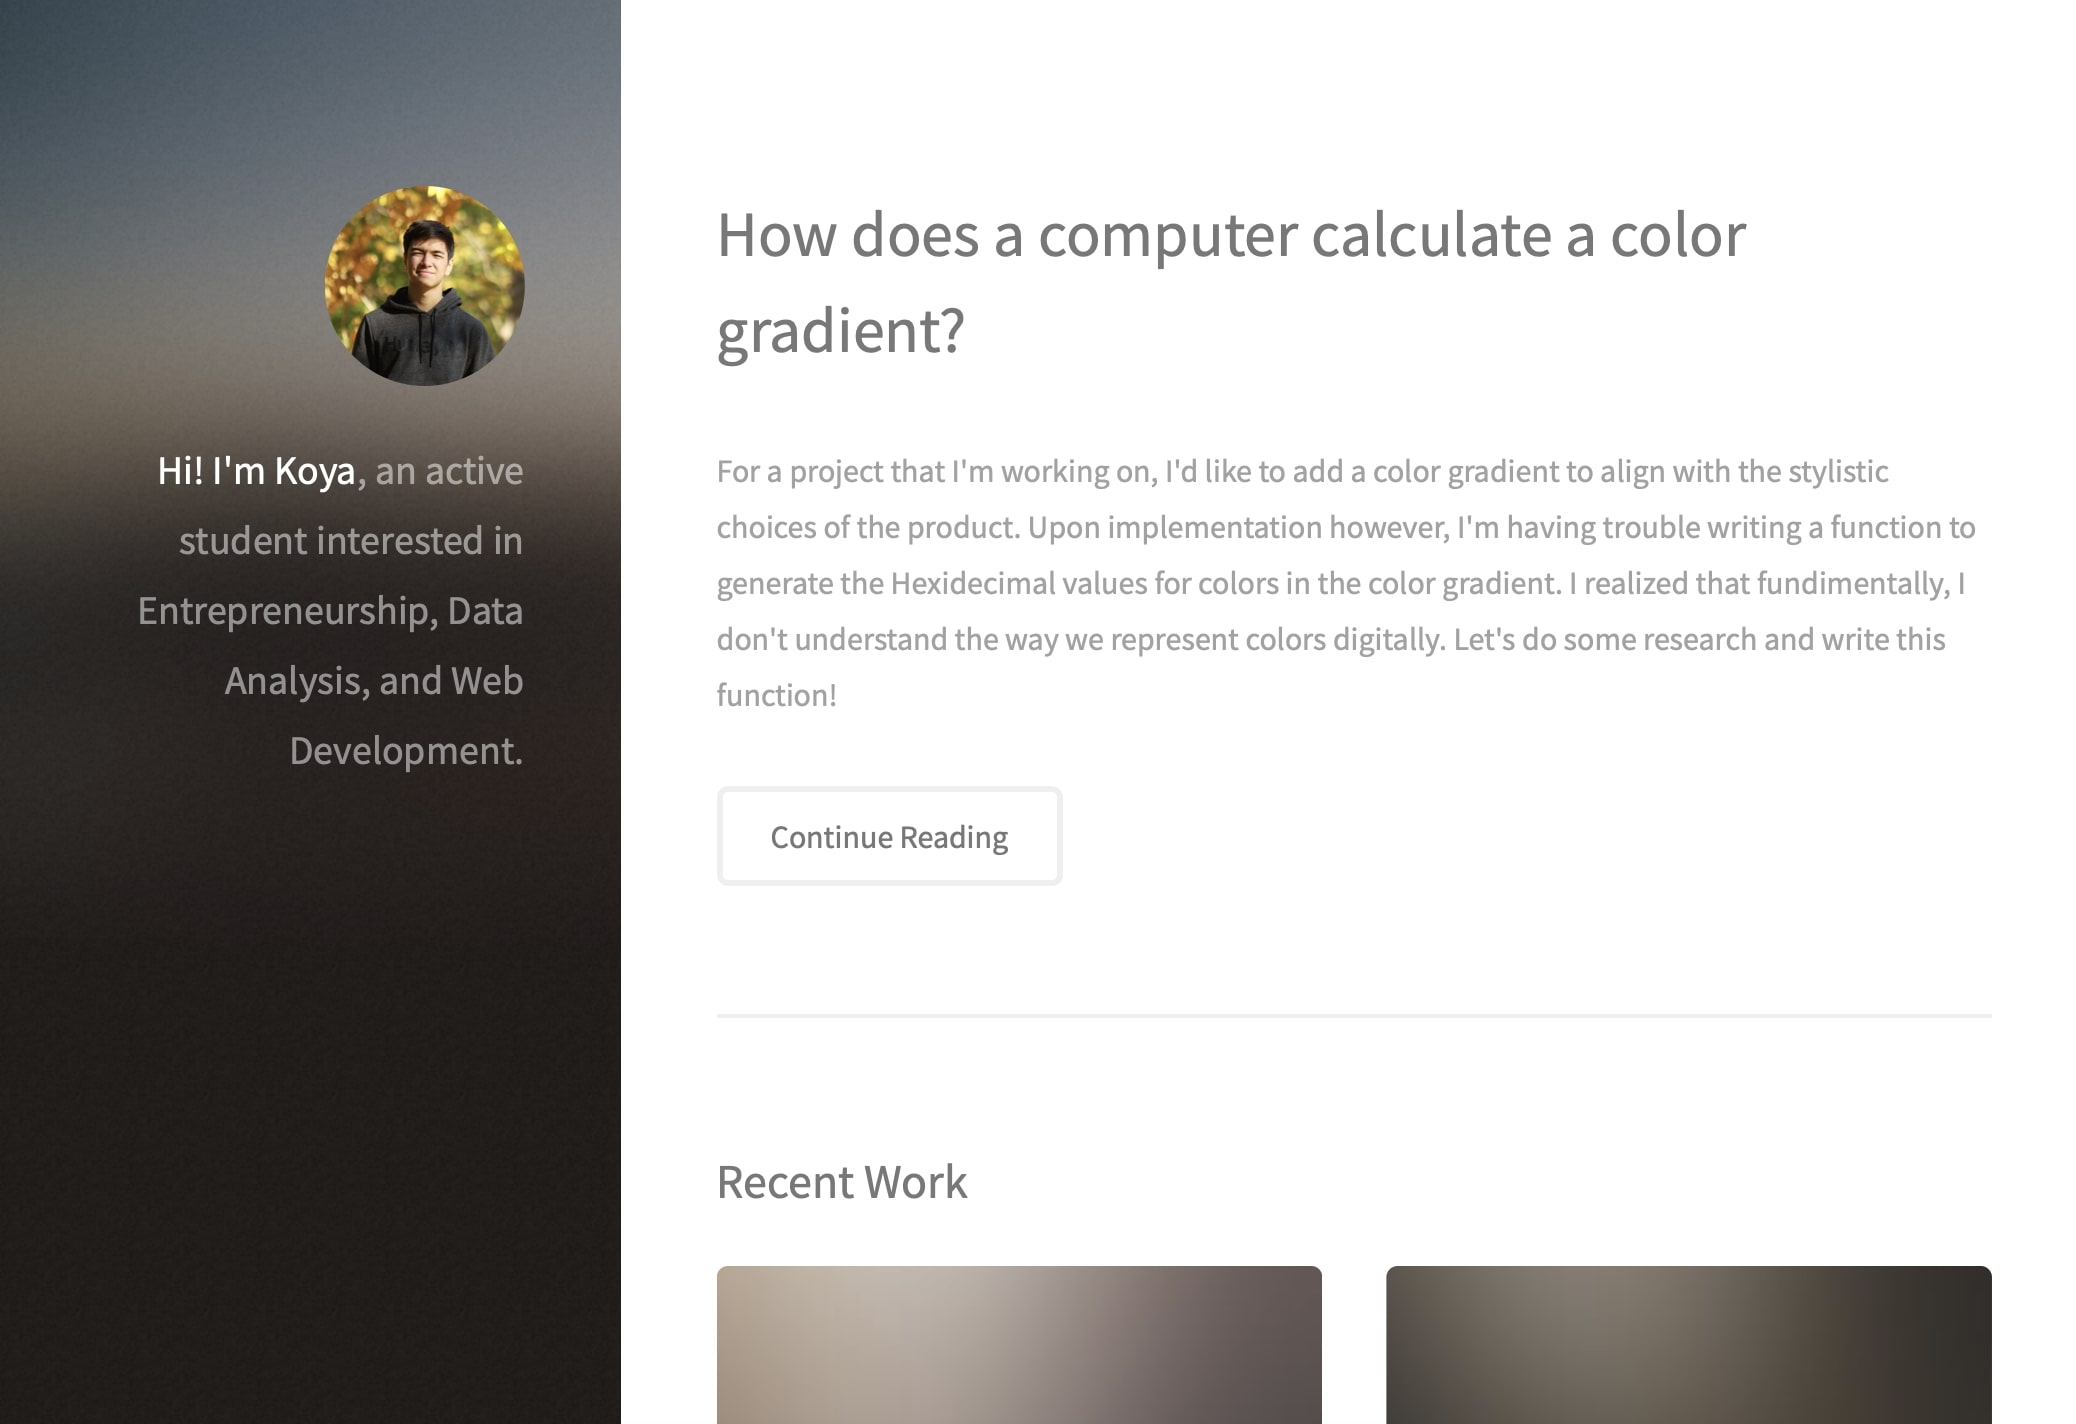 Hi! I'm Koya, an active
student interested in
Entrepreneurship, Data
Analysis, and Web
Development.
How does a computer calculate a color
gradient?
For a project that I'm working on, I'd like to add a color gradient to align with the stylistic
choices of the product. Upon implementation however, I'm having trouble writing a function to
generate the Hexidecimal values for colors in the color gradient. I realized that fundimentally, I
don't understand the way we represent colors digitally. Let's do some research and write this
function!
Continue Reading
Recent Work